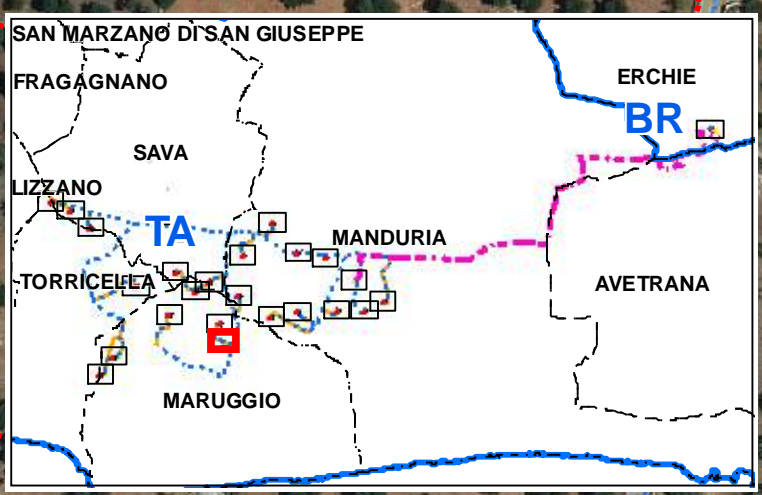 SAN MARZANO DI SAN GIUSEPPE
FRAGAGNANO
ERCHIE
BR
SAVA
LIZZANO
TA
MANDURIA
TORRICELLA
AVETRANA
MARUGGIO